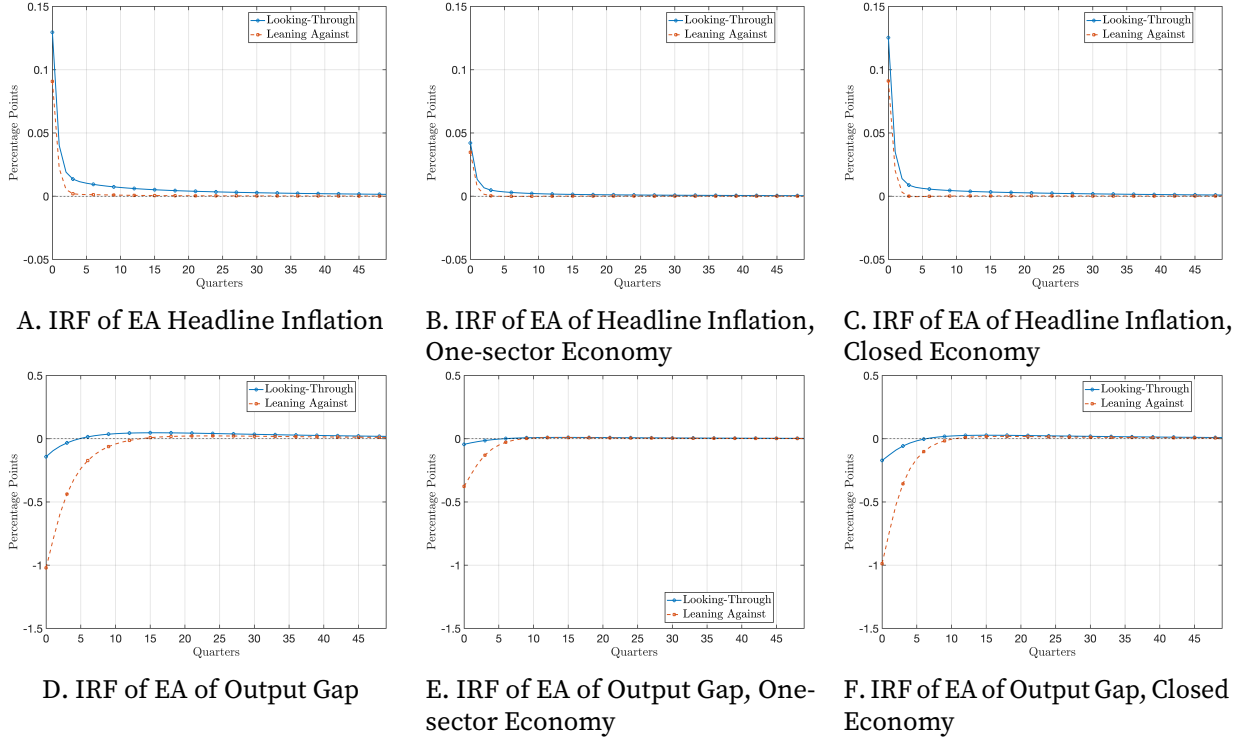 0.15
0.1
0.05
0
-0.05
Percentage Points
0 5 10 15 20 25 30 35 40 45
Quarters
Looking-Through
Leaning Against
A. IRF of EA Headline Inflation
0.15
0.1
0.05
0
-0.05
Percentage Points
0 5 10 15 20 25 30 35 40 45
Quarters
Looking-Through
Leaning Against
B. IRF of EA of Headline Inflation,
One-sector Economy
0.15
0.1
0.05
0
-0.05
Percentage Points
0 5 10 15 20 25 30 35 40 45
Quarters
Looking-Through
Leaning Against
C. IRF of EA of Headline Inflation,
Closed Economy
0.5
0
-0.5
-1
-1.5
Percentage Points
0 5 10 15 20 25 30 35 40 45
Quarters
Looking-Through
Leaning Against
D. IRF of EA of Output Gap
0.5
0
-0.5
-1
-1.5
Percentage Points
0 5 10 15 20 25 30 35 40 45
Quarters
Looking-Through
Leaning Against
E. IRF of EA of Output Gap, One-
sector Economy
0.5
0
-0.5
-1
-1.5
Percentage Points
0 5 10 15 20 25 30 35 40 45
Quarters
Looking-Through
Leaning Against
F. IRF of EA of Output Gap, Closed
Economy